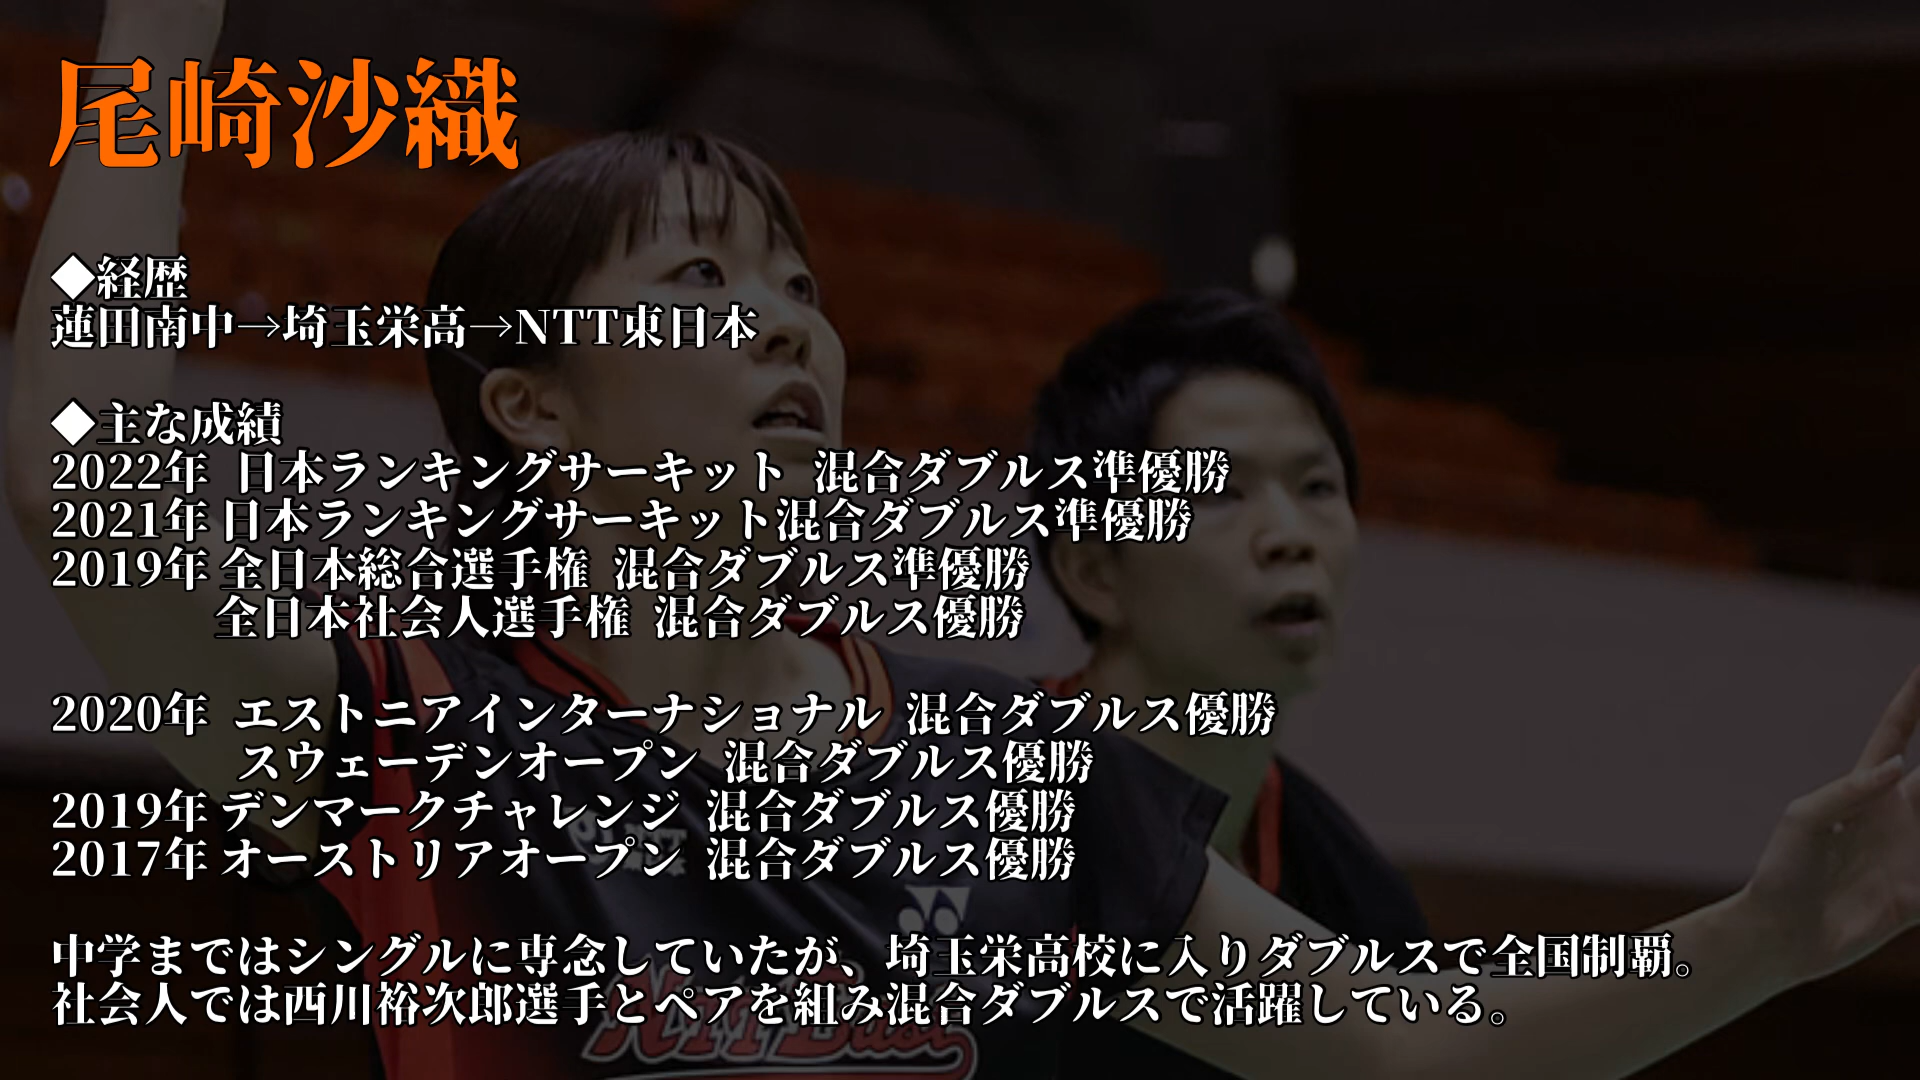 尾崎沙織
◆経歴
蓮田南中→埼玉栄高→NTT東日本
◆主な成績
2022年 日本ランキングサーキット 混合ダブルス準優勝
2021年 日本ランキングサーキット混合ダブルス準優勝
2019年 全日本総合選手権 混合ダブルス準優勝
全日本社会人選手権 混合ダブルス優勝
2020年 エストニアインターナショナル 混合ダブルス優勝
スウェーデンオープン 混合ダブルス優勝
2019年 デンマークチャレンジ 混合ダブルス優勝
2017年 オーストリアオープン 混合ダブルス優勝
中学まではシングルに専念していたが、埼玉栄高校に入りダブルスで全国制覇。
社会人では西川裕次郎選手とペアを組み混合ダブルスで活躍している。
NTT East